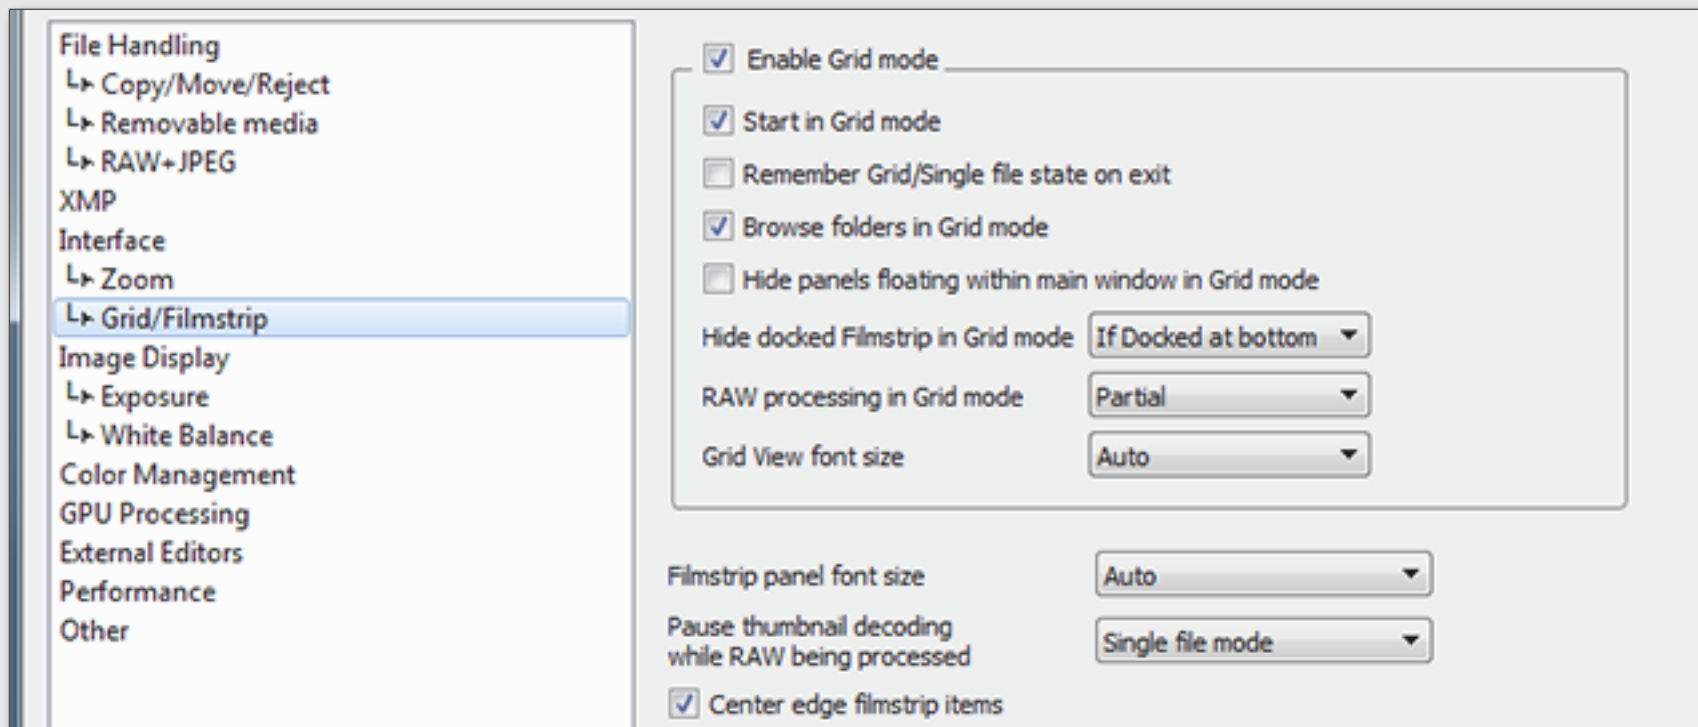 File Handling
Copy/Move/Reject
Removable media
RAW+JPEG
XMP
Interface
Zoom
Grid/Filmstrip
Image Display
Exposure
White Balance
Color Management
GPU Processing
External Editors
Performance
Other
Enable Grid mode
Start in Grid mode
Remember Grid/Single file state on exit
Browse folders in Grid mode
Hide panels floating within main window in Grid mode
Hide docked Filmstrip in Grid mode If Docked at bottom
RAW processing in Grid mode Partial
Grid View font size Auto
Filmstrip panel font size Auto
Pause thumbnail decoding
while RAW being processed Single file mode
Center edge filmstrip items